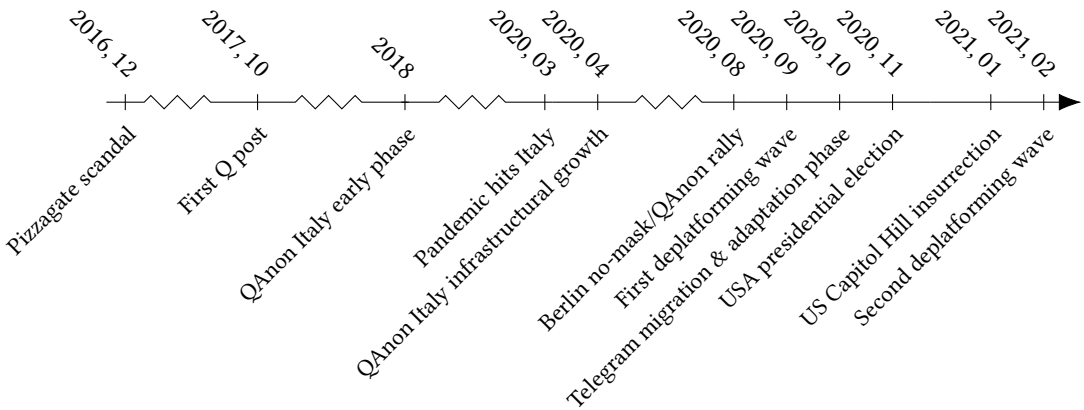 2016, 12
2017, 10
2018
2020, 03
2020, 04
2020, 08
2020, 09
2020, 10
2020, 11
2021, 01
2021, 02
Pizzagate scandal
First Q post
QAnon Italy early phase
Pandemic hits Italy
QAnon Italy infrastructural growth
Berlin no-mask/QAnon rally
First deplatforming wave
Telegram migration & adaptation phase
USA presidential election
US Capitol Hill insurrection
Second deplatforming wave